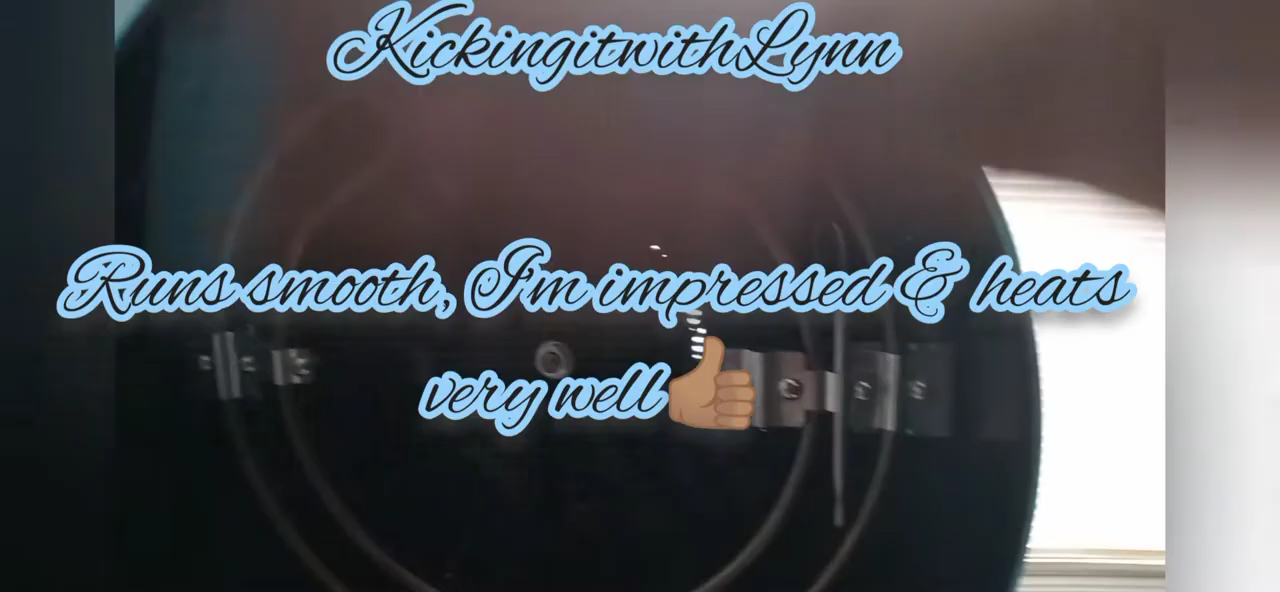 KickingitwithLynn
Runs smooth, I'm impressed & heats
very well👍🏽